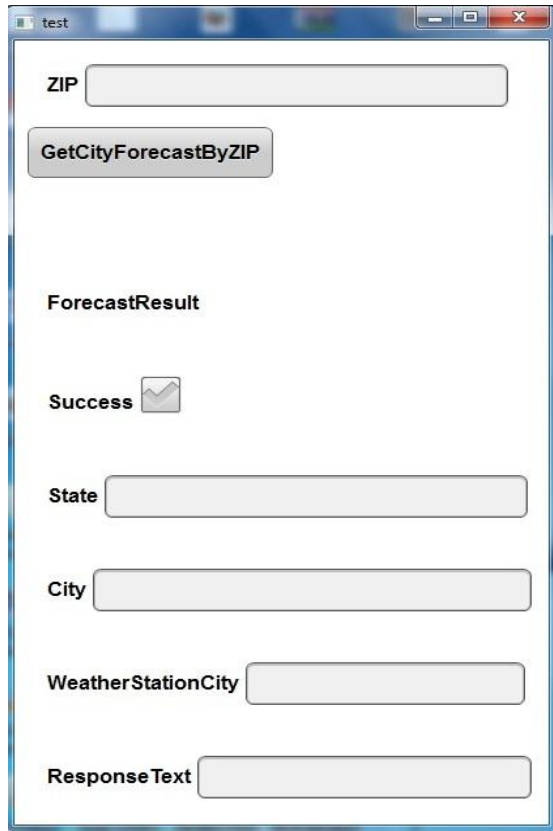 test
ZIP
GetCityForecastByZIP
ForecastResult
Success
State
City
WeatherStationCity
ResponseText